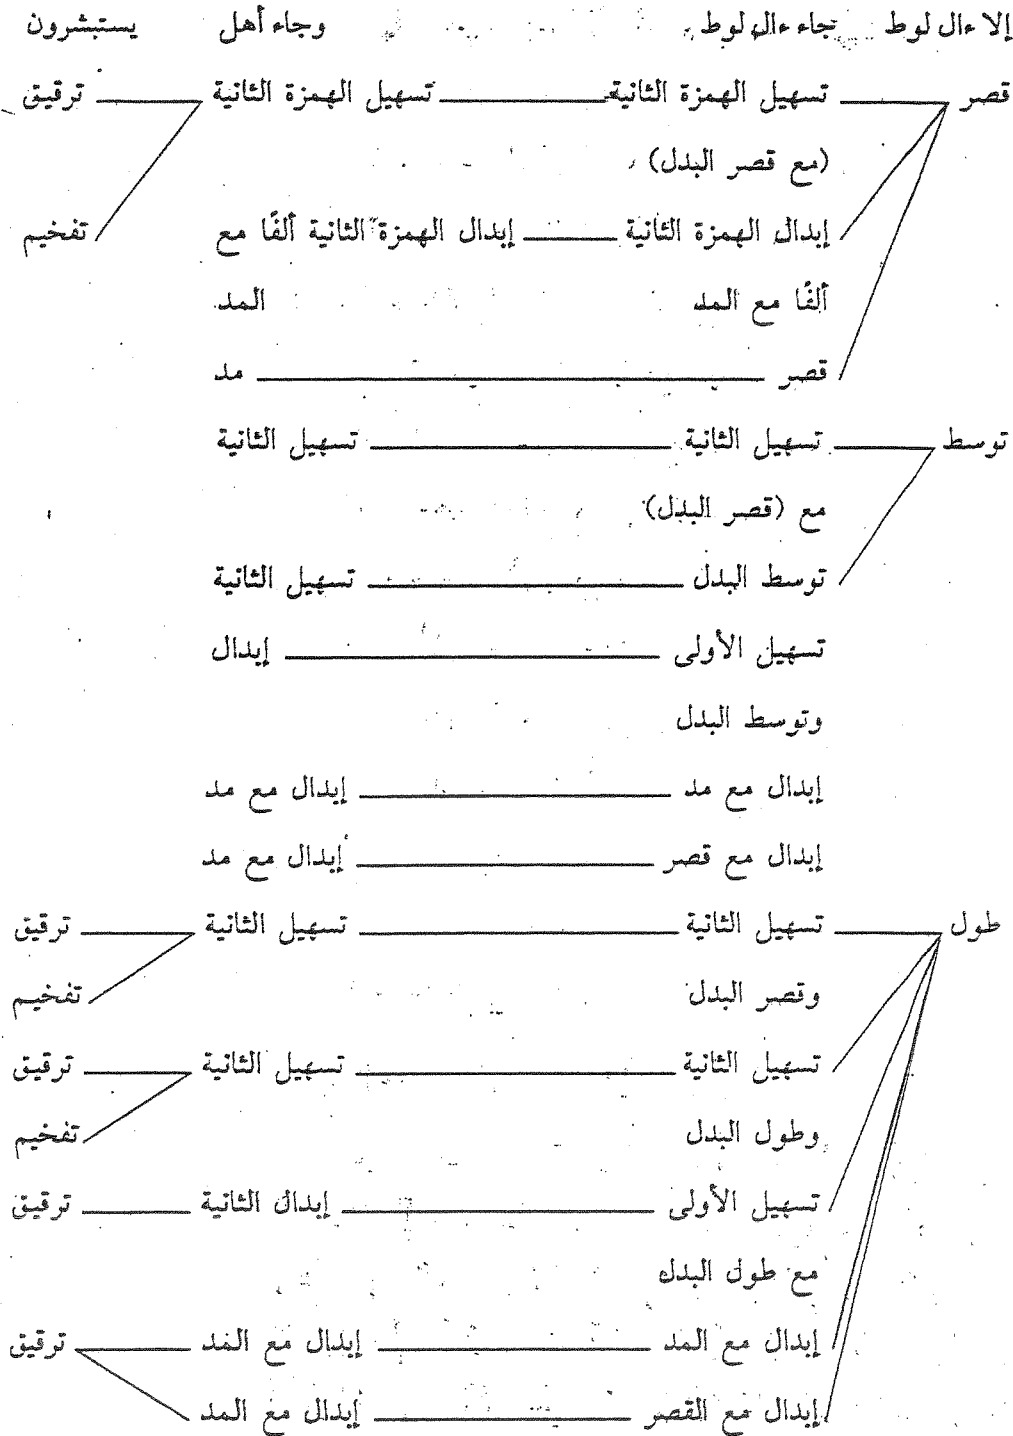 إلا ءال لوط جاء ءال لوط وجاء أهل يستبشرون
قصر تسهيل الهمزة الثانية تسهيل الهمزة الثانية ترقيق
(مع قصر البدل)
إبدال الهمزة الثانية إبدال الهمزة الثانية ألفًا مع تفخيم
ألفًا مع المد المد
قصر مد
توسط تسهيل الثانية تسهيل الثانية
مع (قصر البدل)
توسط البدل تسهيل الثانية
تسهيل الأولى إبدال
وتوسط البدل
إبدال مع مد إبدال مع مد
إبدال مع قصر إبدال مع مد
طول تسهيل الثانية تسهيل الثانية ترقيق
وقصر البدل تفخيم
تسهيل الثانية تسهيل الثانية ترقيق
وطول البدل تفخيم
تسهيل الأولى إبدال الثانية ترقيق
مع طول البدل
إبدال مع المد إبدال مع المد ترقيق
إبدال مع القصر إبدال مع المد